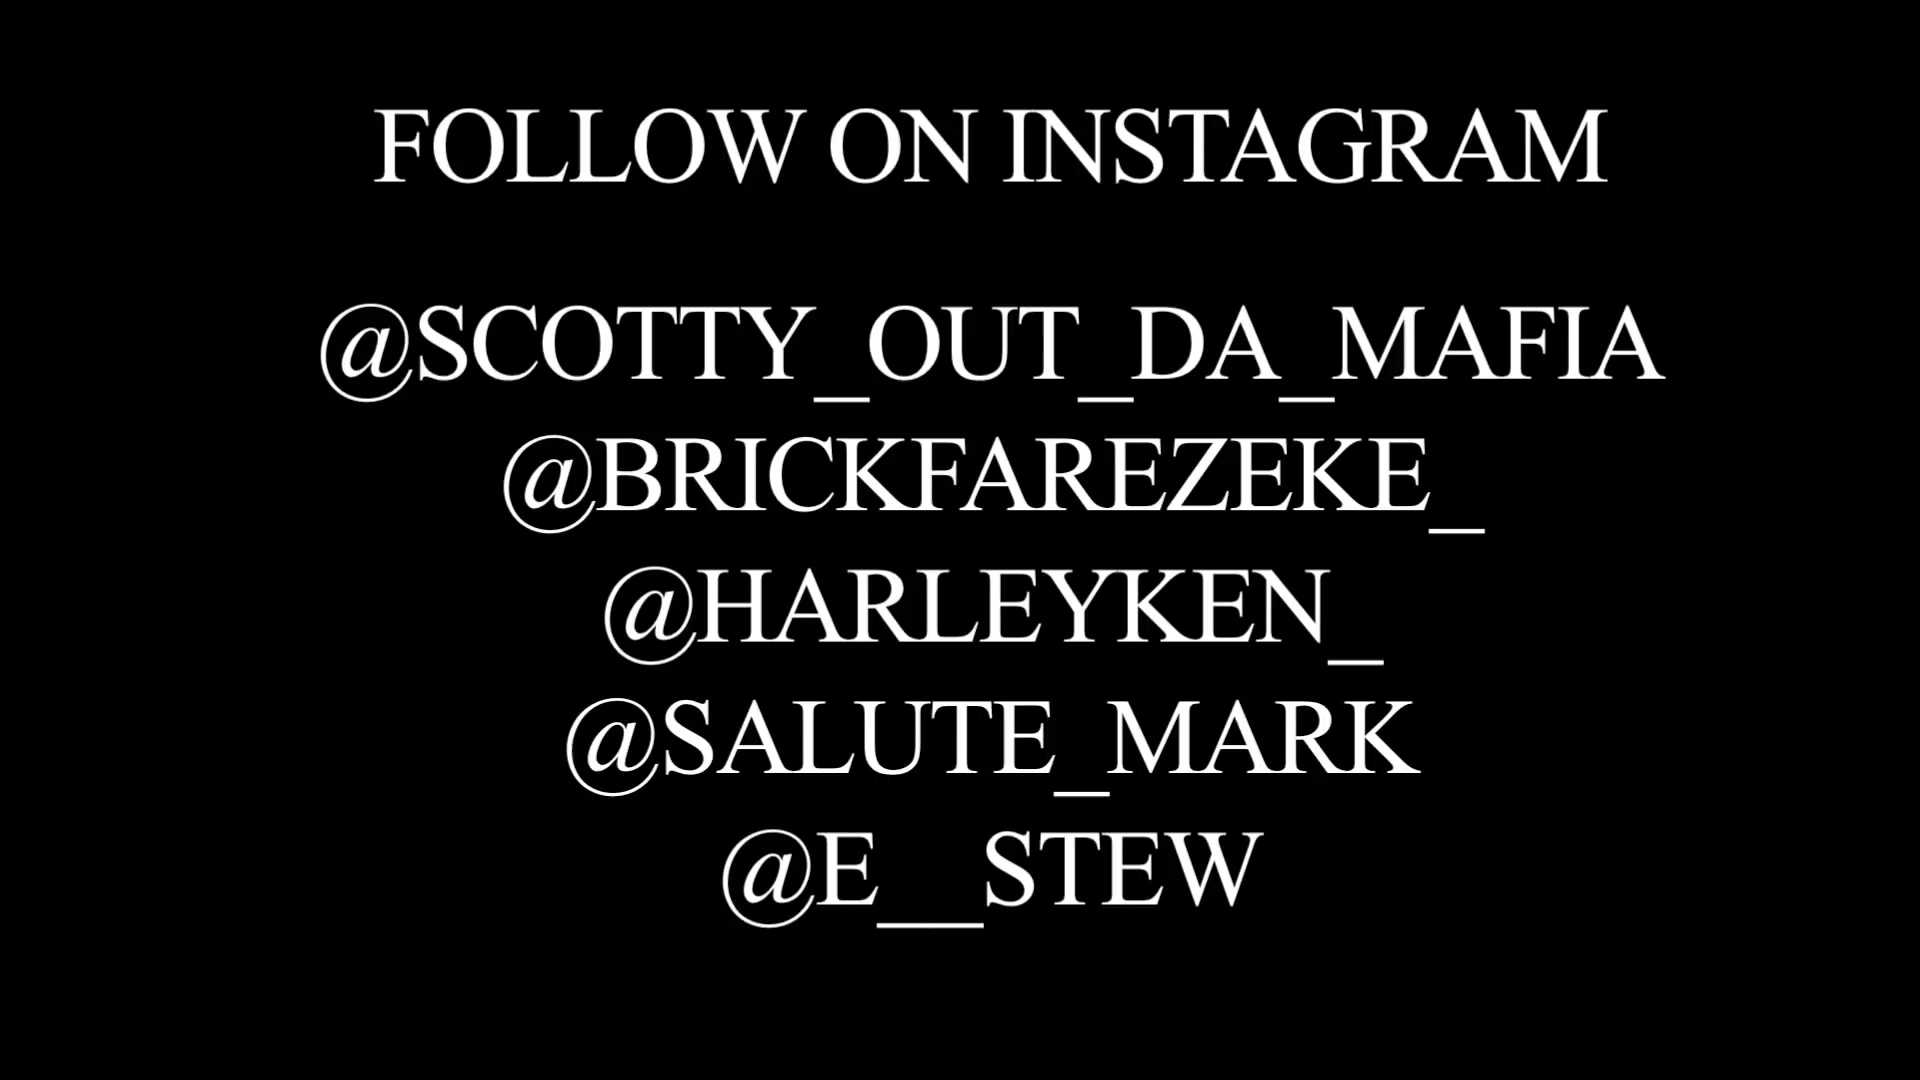 FOLLOW ON INSTAGRAM
@SCOTTY_OUT_DA_MAFIA
@BRICKFAREZEKE_
@HARLEYKEN_
@SALUTE_MARK
@E__STEW